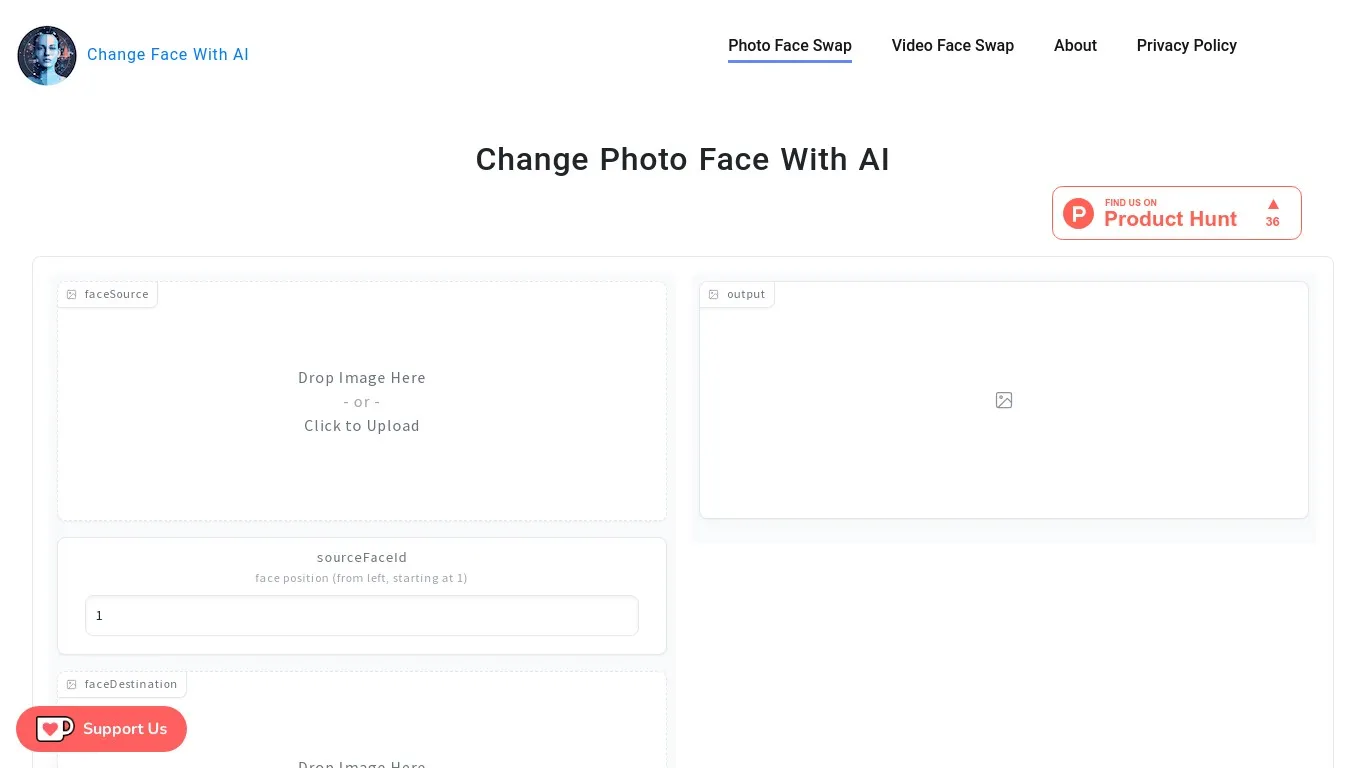 Change Face With AI
Photo Face Swap
Video Face Swap
About
Privacy Policy
Change Photo Face With AI
P
FIND US ON
Product Hunt
▲
36
faceSource
Drop Image Here
- or -
Click to Upload
output
sourceFaceId
face position (from left, starting at 1)
1
faceDestination
Drop Image Here
Support Us